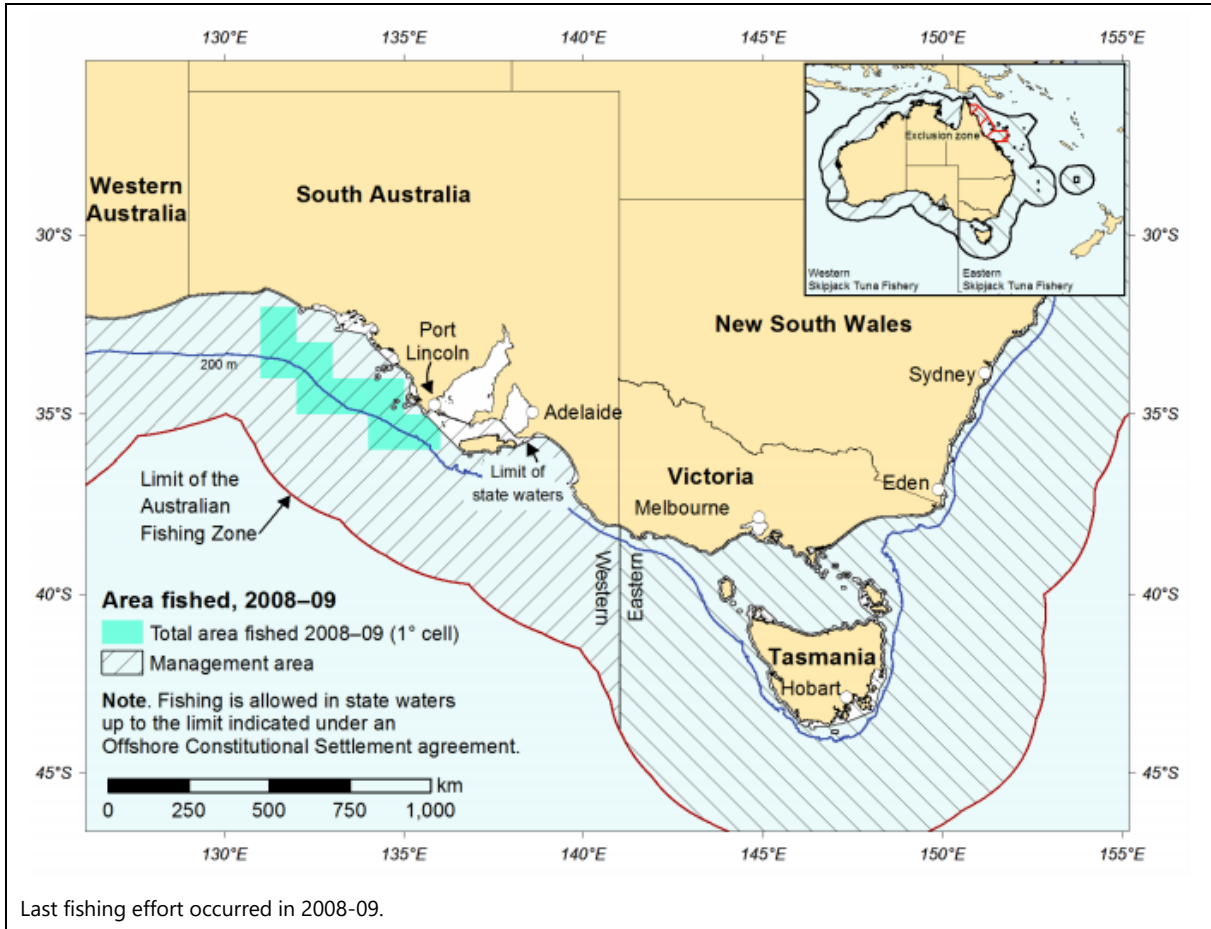 130°E 135°E 140°E 145°E 150°E 155°E
Exclusion zone
Western
Skipjack Tuna Fishery
Eastern
Skipjack Tuna Fishery
Western
Australia
South Australia
30°S 30°S
New South Wales
Port
Lincoln
200 m
Sydney
35°S 35°S
Adelaide
Limit of
state waters
Limit of the
Australian
Fishing Zone
Victoria
Melbourne
Eden
Western
Eastern
40°S 40°S
Tasmania
Hobart
Area fished, 2008–09
Total area fished 2008–09 (1° cell)
Management area
Note. Fishing is allowed in state waters
up to the limit indicated under an
Offshore Constitutional Settlement agreement.
45°S 45°S
km
0 250 500 750 1,000
130°E 135°E 140°E 145°E 150°E 155°E
Last fishing effort occurred in 2008-09.